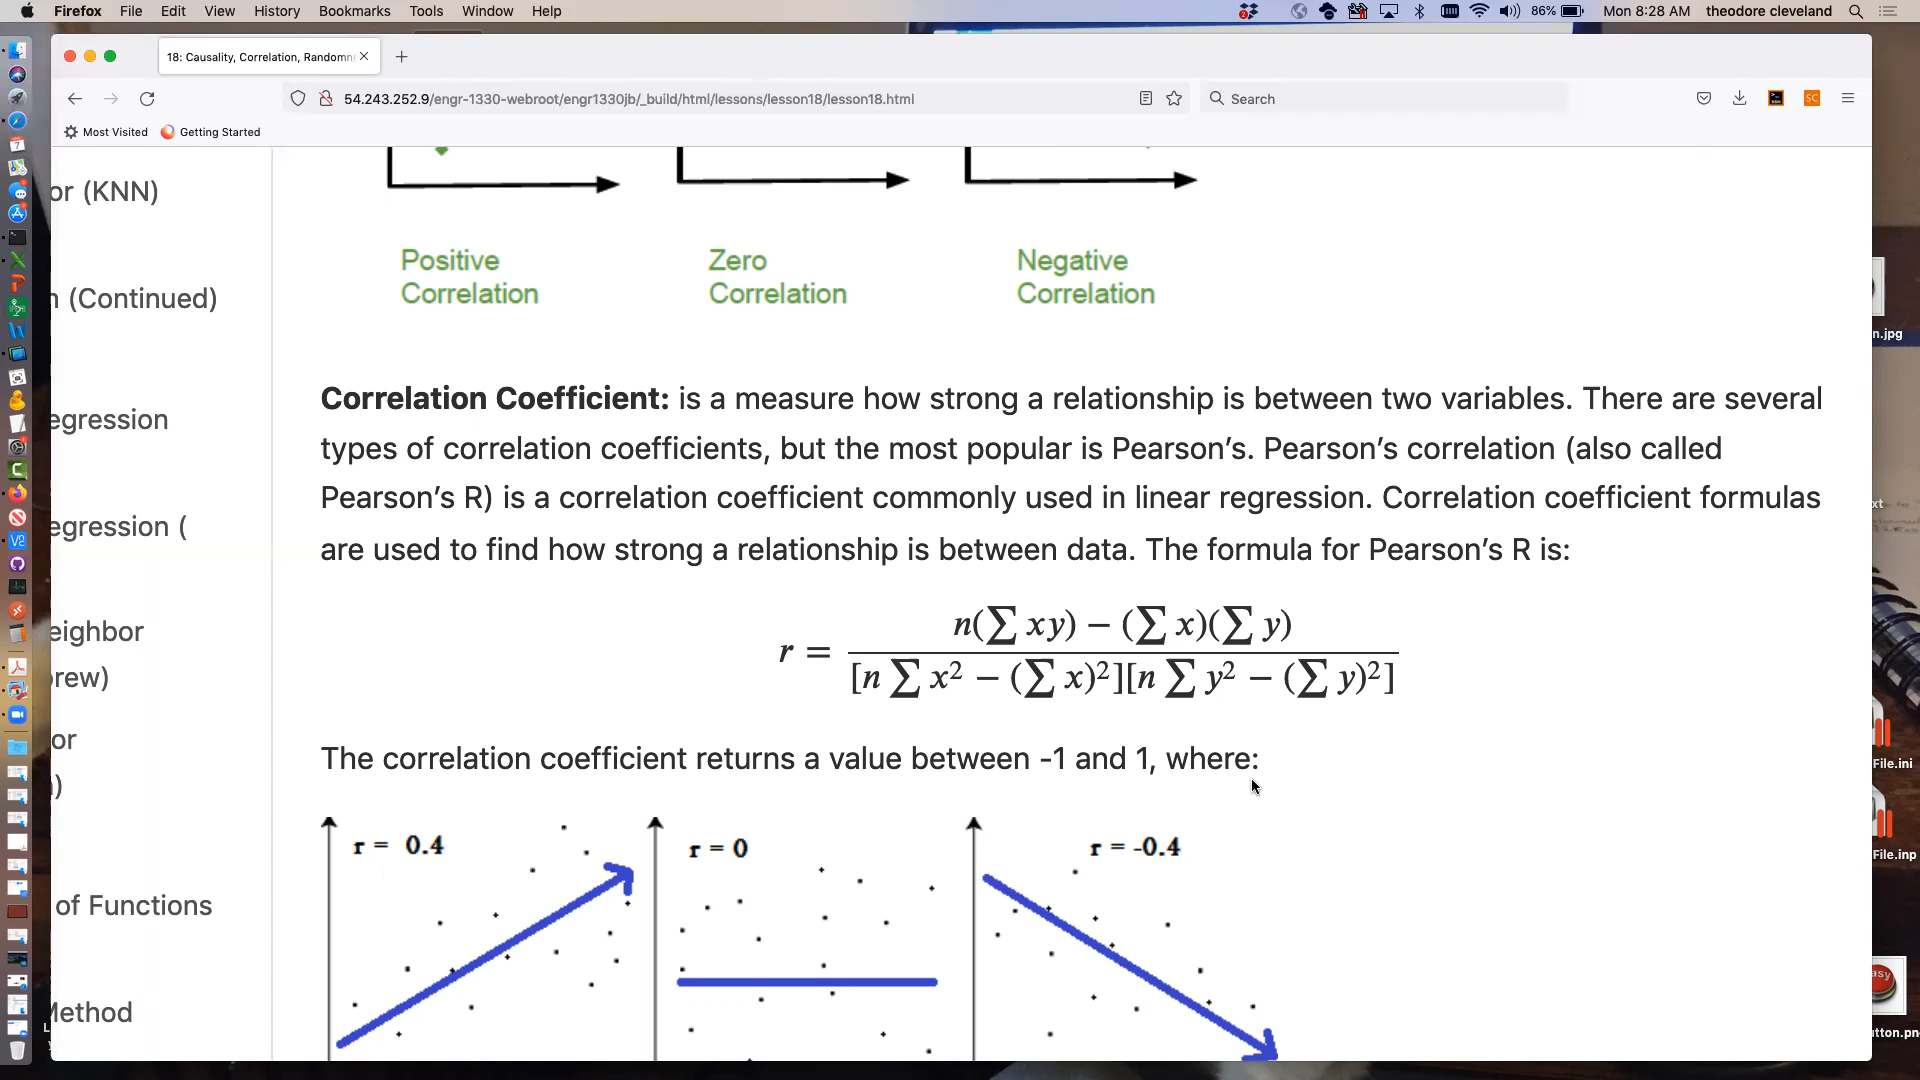 Firefox File Edit View History Bookmarks Tools Window Help 86% Mon 8:28 AM theodore cleveland
18: Causality, Correlation, Randomn
54.243.252.9/engr-1330-webroot/engr1330jb/_build/html/lessons/lesson18/lesson18.html
Search
Most Visited Getting Started
or (KNN)
(Continued)
egression
egression (
eighbor
rew)
or
)
of Functions
Method
Positive
Correlation
Zero
Correlation
Negative
Correlation
Correlation Coefficient: is a measure how strong a relationship is between two variables. There are several
types of correlation coefficients, but the most popular is Pearson’s. Pearson’s correlation (also called
Pearson’s R) is a correlation coefficient commonly used in linear regression. Correlation coefficient formulas
are used to find how strong a relationship is between data. The formula for Pearson’s R is:
r = n(∑ xy) − (∑ x)(∑ y)
[n ∑ x² − (∑ x)²][n ∑ y² − (∑ y)²]
The correlation coefficient returns a value between -1 and 1, where:
r = 0.4
r = 0
r = -0.4
n.jpg
xt
File.ini
File.inp
asy
tton.pn